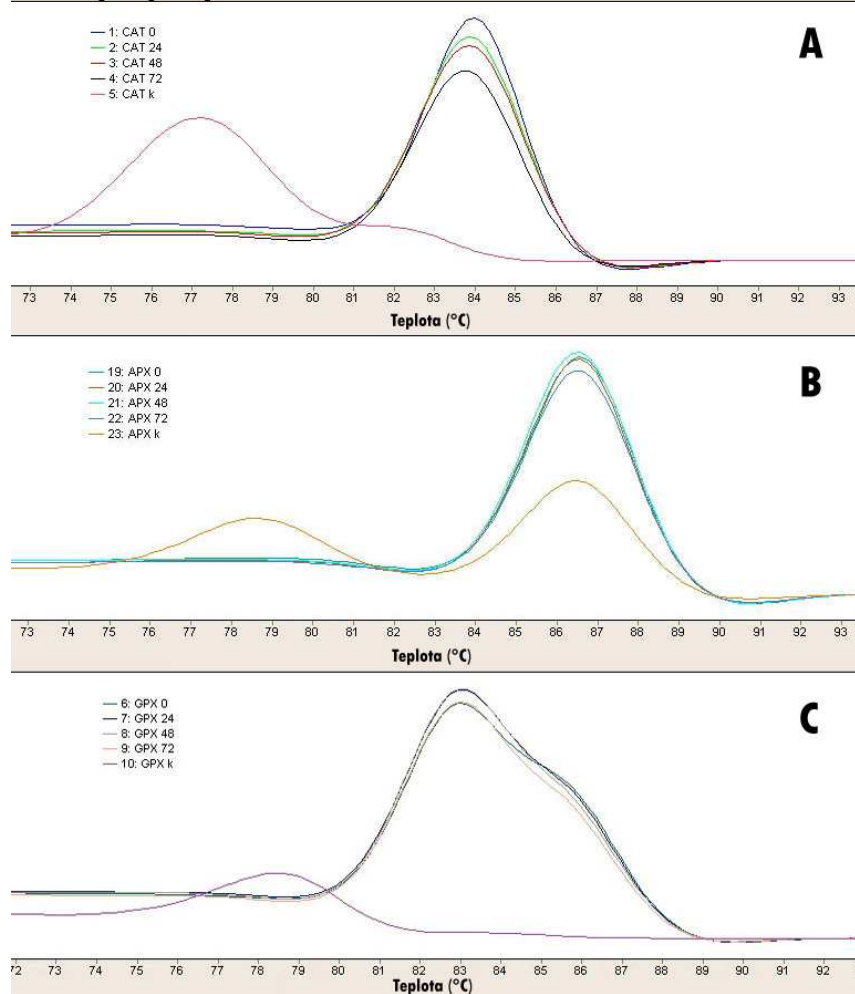 1: CAT 0
2: CAT 24
3: CAT 48
4: CAT 72
5: CAT k
A
73 74 75 76 77 78 79 80 81 82 83 84 85 86 87 88 89 90 91 92 93
Teplota (°C)
19: APX 0
20: APX 24
21: APX 48
22: APX 72
23: APX k
B
73 74 75 76 77 78 79 80 81 82 83 84 85 86 87 88 89 90 91 92 93
Teplota (°C)
6: GPX 0
7: GPX 24
8: GPX 48
9: GPX 72
10: GPX k
C
72 73 74 75 76 77 78 79 80 81 82 83 84 85 86 87 88 89 90 91 92
Teplota (°C)